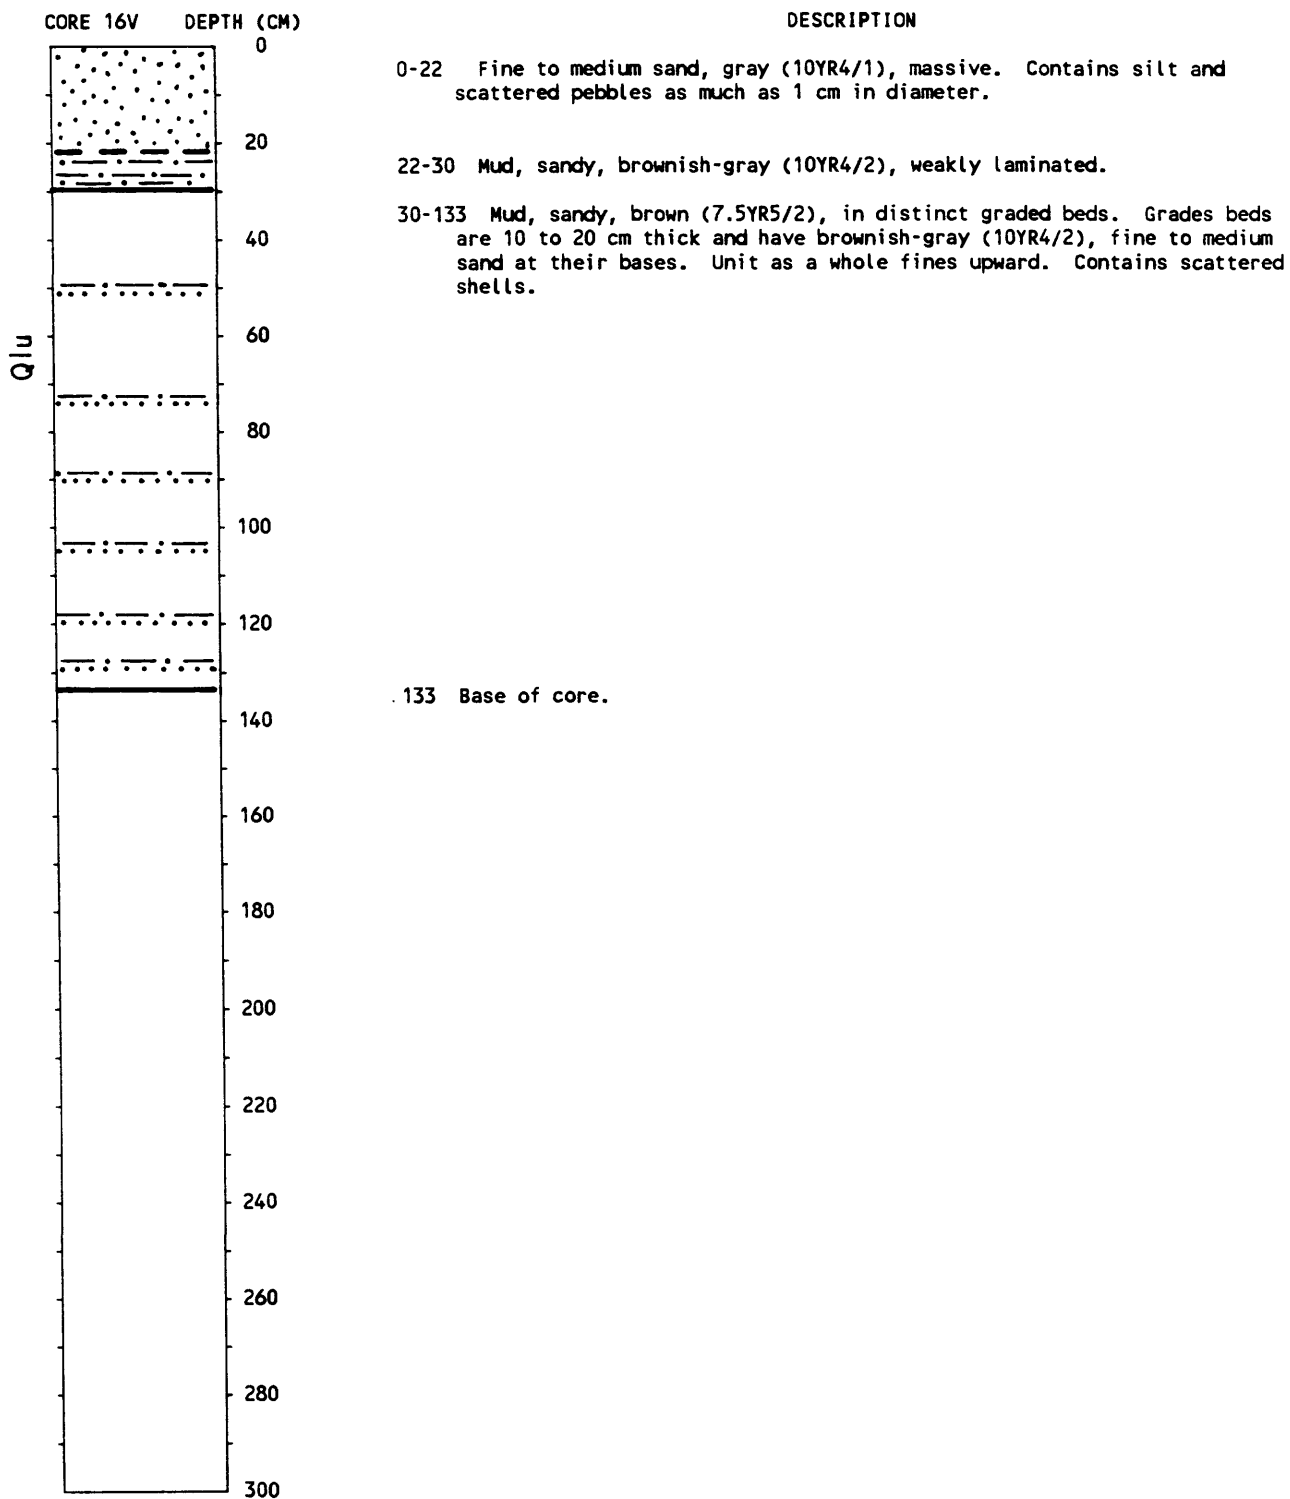 CORE 16V DEPTH (CM) DESCRIPTION
0
0-22 Fine to medium sand, gray (10YR4/1), massive. Contains silt and
scattered pebbles as much as 1 cm in diameter.
20
22-30 Mud, sandy, brownish-gray (10YR4/2), weakly laminated.
30-133 Mud, sandy, brown (7.5YR5/2), in distinct graded beds. Grades beds
are 10 to 20 cm thick and have brownish-gray (10YR4/2), fine to medium
sand at their bases. Unit as a whole fines upward. Contains scattered
shells.
40
60
Qlu
80
100
120
133 Base of core.
140
160
180
200
220
240
260
280
300